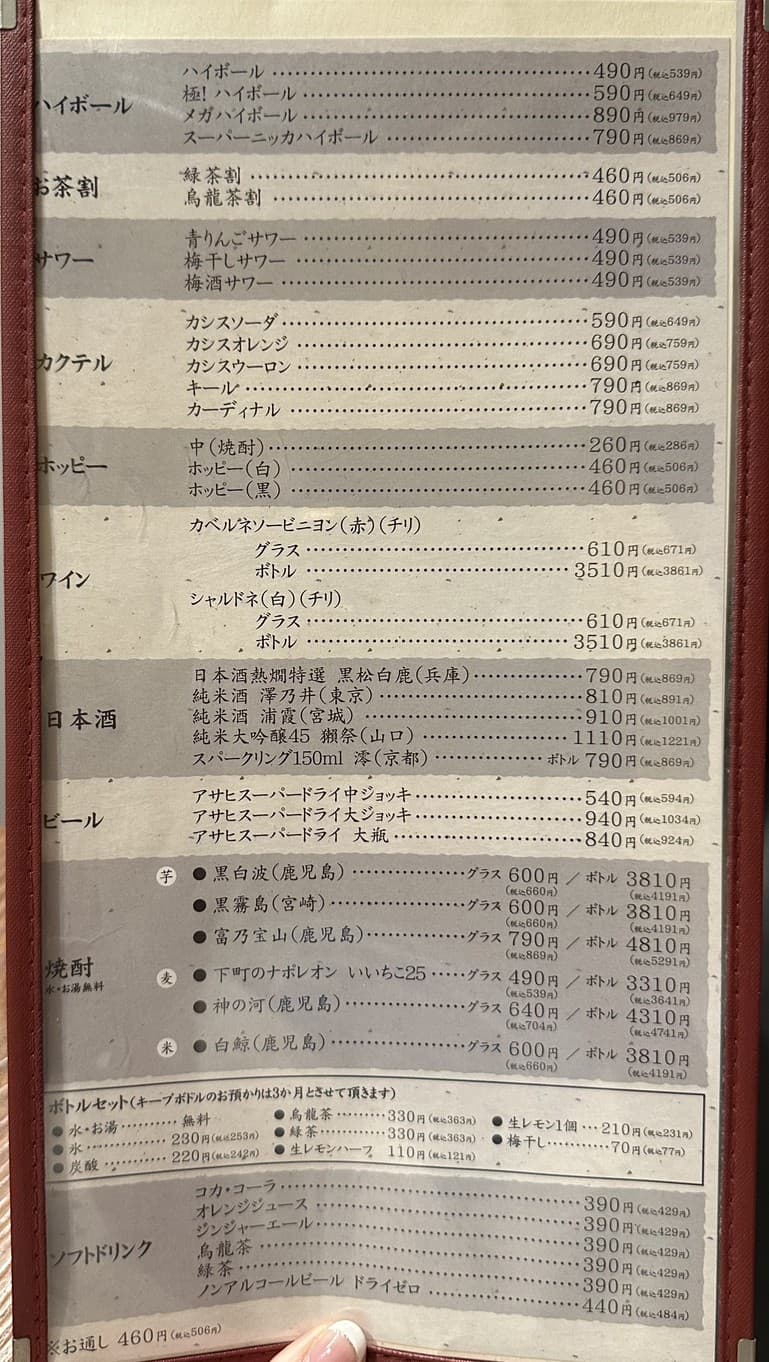 ハイボール
ハイボール 490円(税込539円)
極!ハイボール 590円(税込649円)
メガハイボール 890円(税込979円)
スーパーニッカハイボール 790円(税込869円)
お茶割
緑茶割 460円(税込506円)
烏龍茶割 460円(税込506円)
サワー
青りんごサワー 490円(税込539円)
梅干しサワー 490円(税込539円)
梅酒サワー 490円(税込539円)
カクテル
カシスソーダ 590円(税込649円)
カシスオレンジ 690円(税込759円)
カシスウーロン 690円(税込759円)
キール 790円(税込869円)
カーディナル 790円(税込869円)
ホッピー
中(焼酎) 260円(税込286円)
ホッピー(白) 460円(税込506円)
ホッピー(黒) 460円(税込506円)
ワイン
カベルネソービニヨン(赤)(チリ)
グラス 610円(税込671円)
ボトル 3510円(税込3861円)
シャルドネ(白)(チリ)
グラス 610円(税込671円)
ボトル 3510円(税込3861円)
日本酒
日本酒熱燗特選 黒松白鹿(兵庫) 790円(税込869円)
純米酒 澤乃井(東京) 810円(税込891円)
純米酒 浦霞(宮城) 910円(税込1001円)
純米大吟醸45 獺祭(山口) 1110円(税込1221円)
スパークリング150ml 澪(京都) ボトル 790円(税込869円)
ビール
アサヒスーパードライ中ジョッキ 540円(税込594円)
アサヒスーパードライ大ジョッキ 940円(税込1034円)
アサヒスーパードライ 大瓶 840円(税込924円)
焼酎
水・お湯無料
芋 ● 黒白波(鹿児島) グラス 600円(税込660円) / ボトル 3810円(税込4191円)
● 黒霧島(宮崎) グラス 600円(税込660円) / ボトル 3810円(税込4191円)
● 富乃宝山(鹿児島) グラス 790円(税込869円) / ボトル 4810円(税込5291円)
麦 ● 下町のナポレオン いいちこ25 グラス 490円(税込539円) / ボトル 3310円(税込3641円)
● 神の河(鹿児島) グラス 640円(税込704円) / ボトル 4310円(税込4741円)
米 ● 白鯨(鹿児島) グラス 600円(税込660円) / ボトル 3810円(税込4191円)
ボトルセット(キープボトルのお預かりは3か月とさせて頂きます)
● 水・お湯 無料
● 氷 230円(税込253円)
● 炭酸 220円(税込242円)
● 烏龍茶 330円(税込363円)
● 緑茶 330円(税込363円)
● 生レモンハーフ 110円(税込121円)
● 生レモン1個 210円(税込231円)
● 梅干し 70円(税込77円)
ソフトドリンク
コカ・コーラ 390円(税込429円)
オレンジジュース 390円(税込429円)
ジンジャーエール 390円(税込429円)
烏龍茶 390円(税込429円)
緑茶 390円(税込429円)
ノンアルコールビール ドライゼロ 440円(税込484円)
※お通し 460円(税込506円)